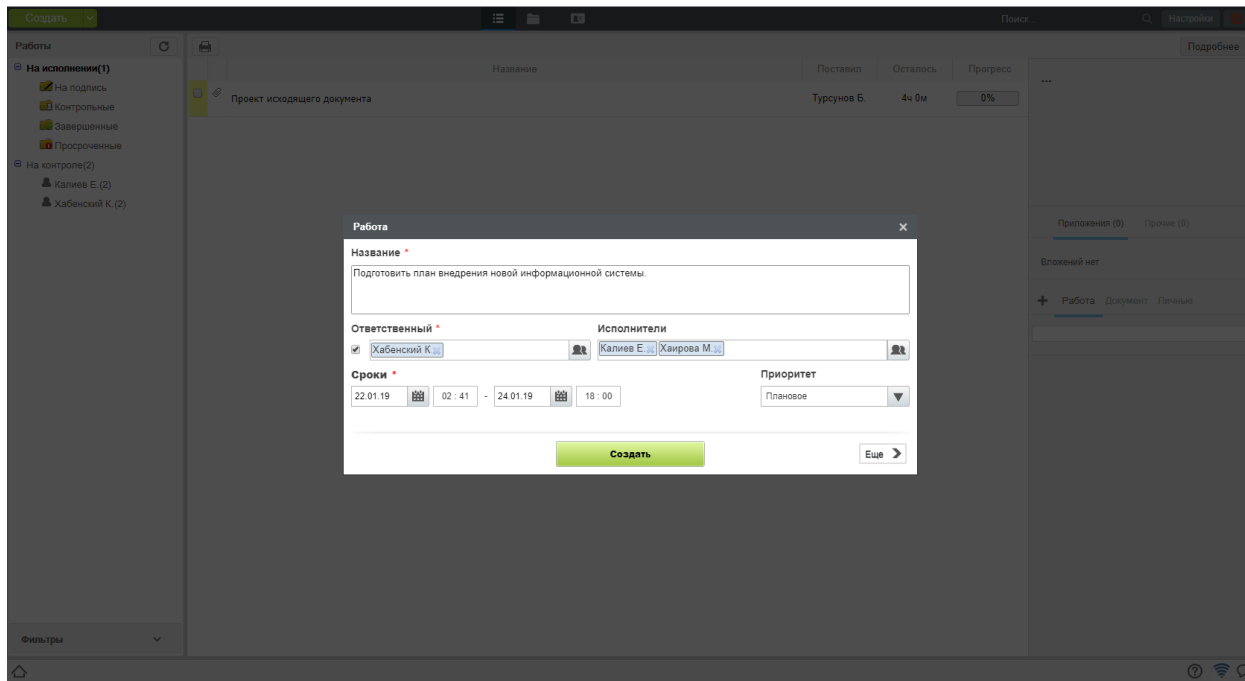 Создать
Поиск...
Настройки
Работы
Подробнее
На исполнении(1)
На подпись
Контрольные
Завершенные
Просроченные
На контроле(2)
Калиев Е.(2)
Хабенский К.(2)
Название
Поставил
Осталось
Прогресс
Проект исходящего документа
Турсунов Б.
4ч 0м
0%
...
Приложения (0)
Прочие (0)
Вложений нет
Работа
Документ
Личные
Работа
Название *
Подготовить план внедрения новой информационной системы.
Ответственный *
Исполнители
Хабенский К.
Калиев Е.
Хаирова М.
Сроки *
Приоритет
22.01.19
02 : 41
-
24.01.19
18 : 00
Плановое
Создать
Еще
Фильтры